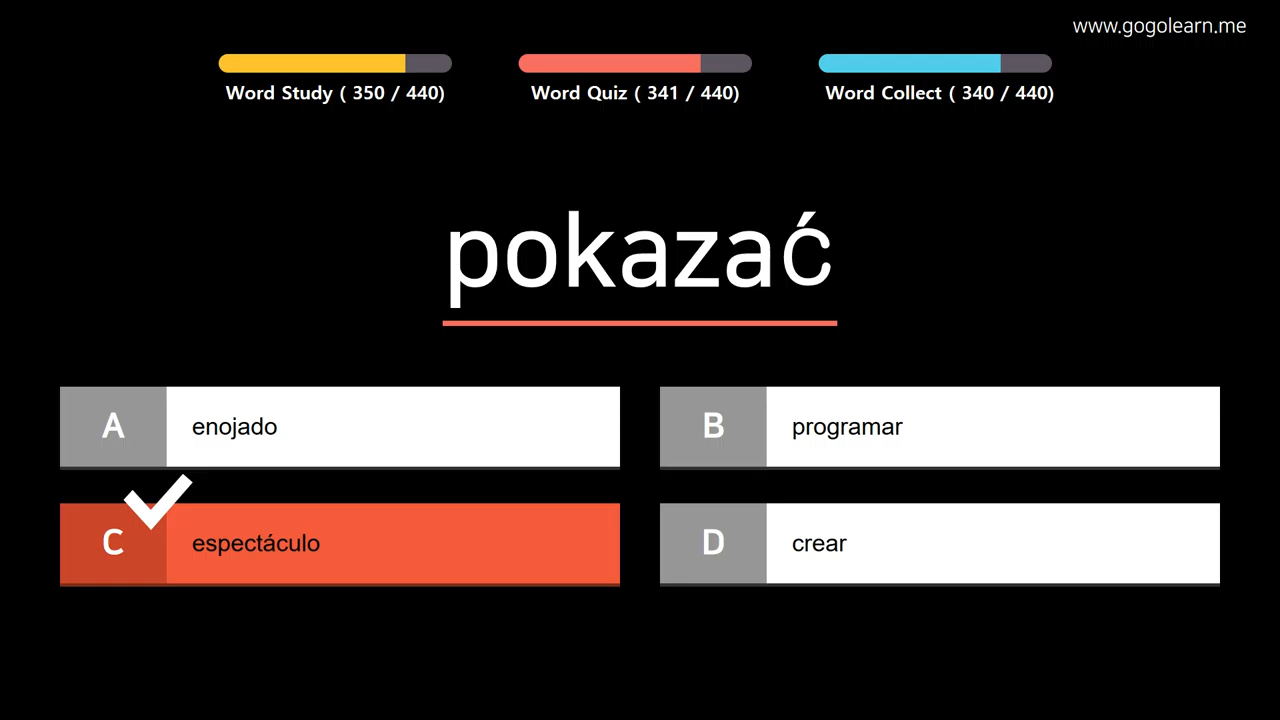 www.gogolearn.me
Word Study ( 350 / 440)
Word Quiz ( 341 / 440)
Word Collect ( 340 / 440)
pokazać
A enojado
B programar
C espectáculo
D crear